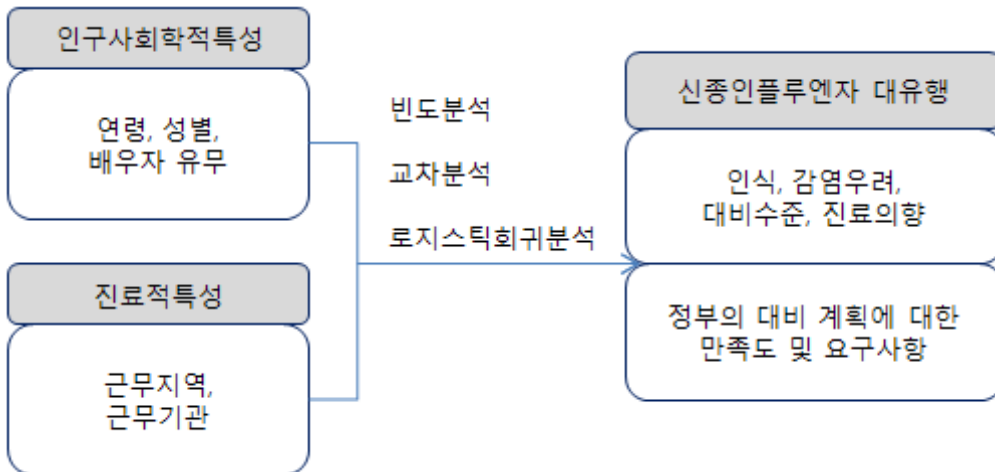 인구사회학적특성
연령, 성별,
배우자 유무
진료적특성
근무지역,
근무기관
빈도분석
교차분석
로지스틱회귀분석
신종인플루엔자 대유행
인식, 감염우려,
대비수준, 진료의향
정부의 대비 계획에 대한
만족도 및 요구사항